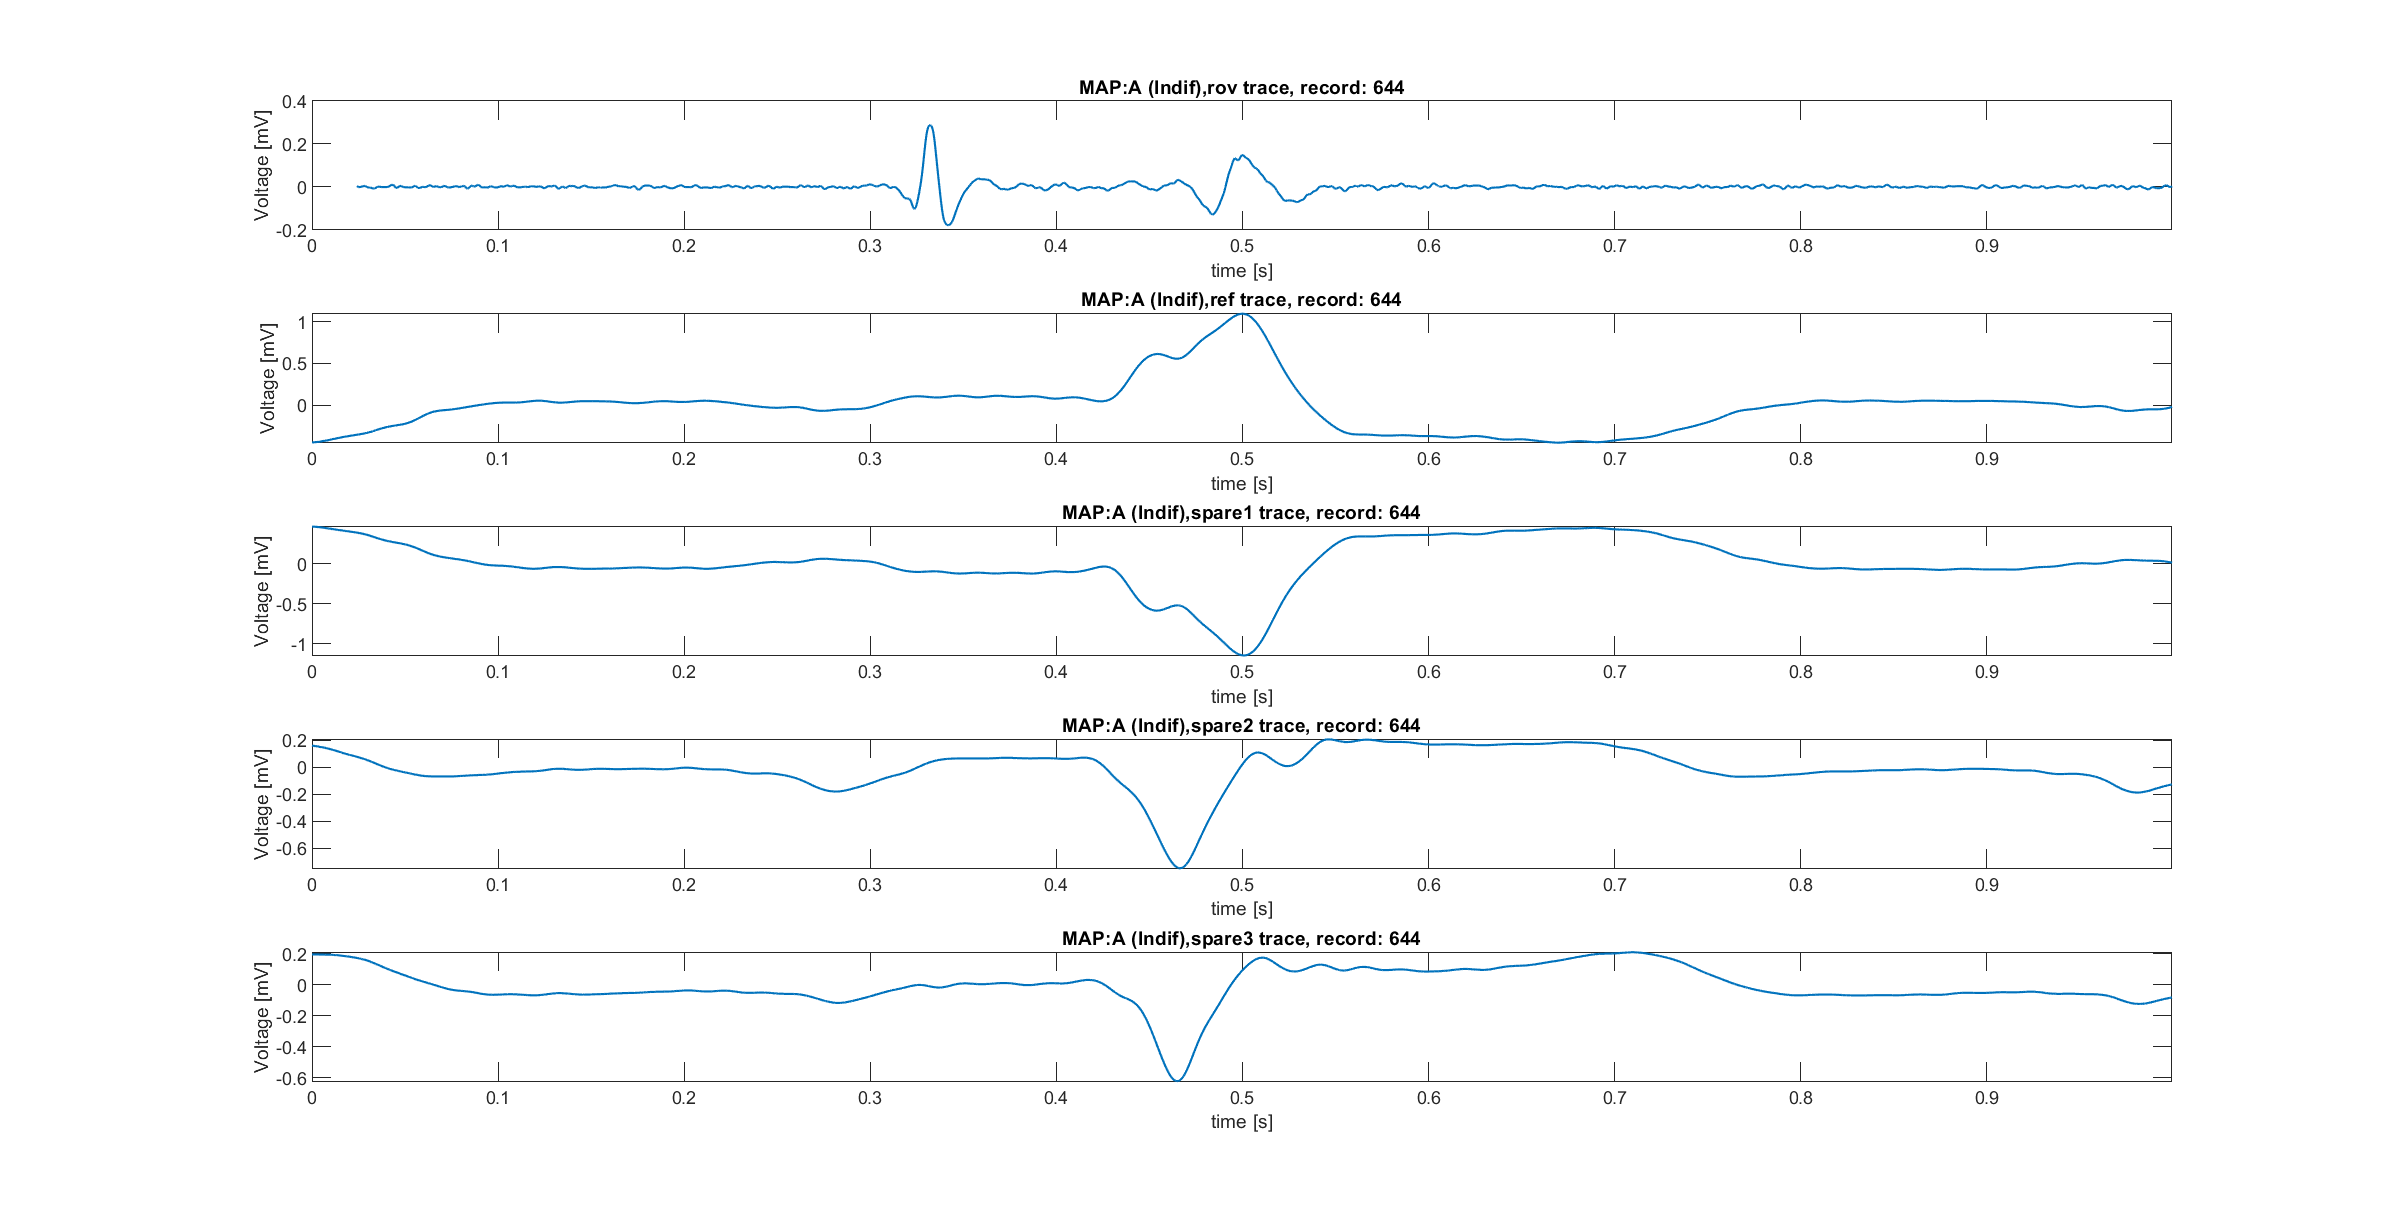 MAP:A (Indif),rov trace, record: 644
Voltage [mV]
0.4
0.2
0
-0.2
0 0.1 0.2 0.3 0.4 0.5 0.6 0.7 0.8 0.9
time [s]
MAP:A (Indif),ref trace, record: 644
Voltage [mV]
1
0.5
0
0 0.1 0.2 0.3 0.4 0.5 0.6 0.7 0.8 0.9
time [s]
MAP:A (Indif),spare1 trace, record: 644
Voltage [mV]
0
-0.5
-1
0 0.1 0.2 0.3 0.4 0.5 0.6 0.7 0.8 0.9
time [s]
MAP:A (Indif),spare2 trace, record: 644
Voltage [mV]
0.2
0
-0.2
-0.4
-0.6
0 0.1 0.2 0.3 0.4 0.5 0.6 0.7 0.8 0.9
time [s]
MAP:A (Indif),spare3 trace, record: 644
Voltage [mV]
0.2
0
-0.2
-0.4
-0.6
0 0.1 0.2 0.3 0.4 0.5 0.6 0.7 0.8 0.9
time [s]